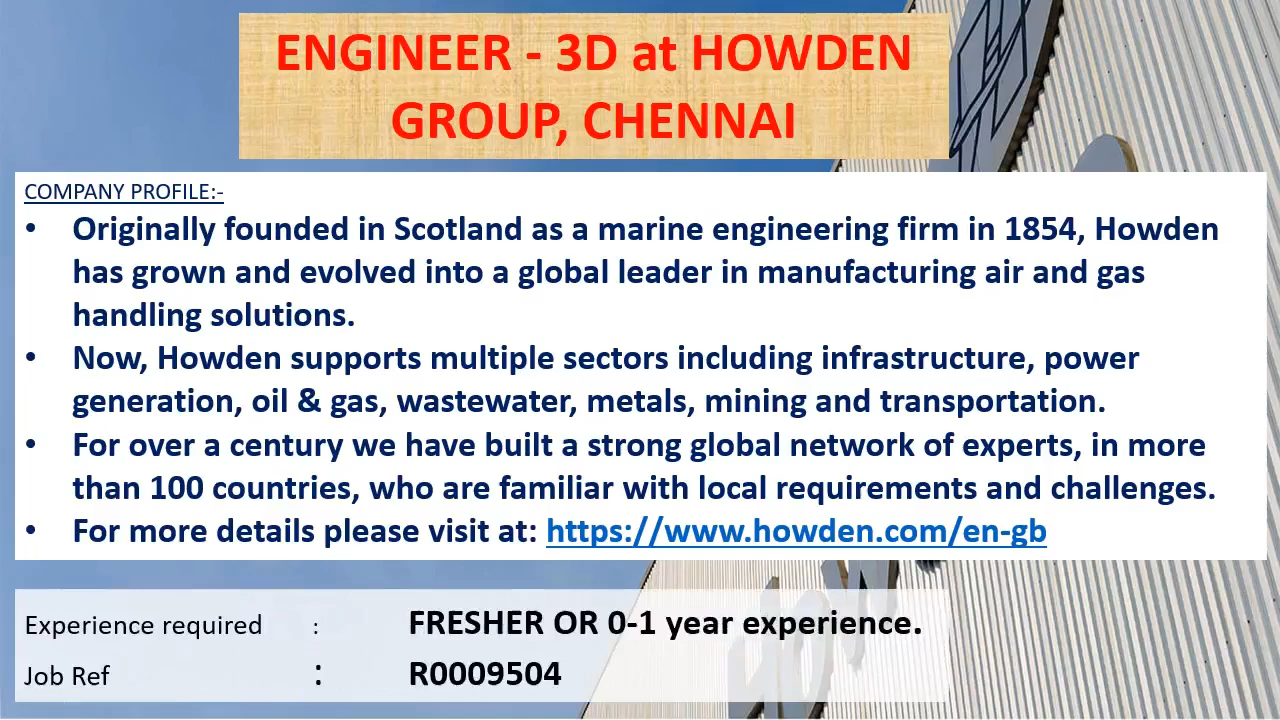 ENGINEER - 3D at HOWDEN
GROUP, CHENNAI
COMPANY PROFILE:-
• Originally founded in Scotland as a marine engineering firm in 1854, Howden
has grown and evolved into a global leader in manufacturing air and gas
handling solutions.
• Now, Howden supports multiple sectors including infrastructure, power
generation, oil & gas, wastewater, metals, mining and transportation.
• For over a century we have built a strong global network of experts, in more
than 100 countries, who are familiar with local requirements and challenges.
• For more details please visit at: https://www.howden.com/en-gb
Experience required : FRESHER OR 0-1 year experience.
Job Ref : R0009504